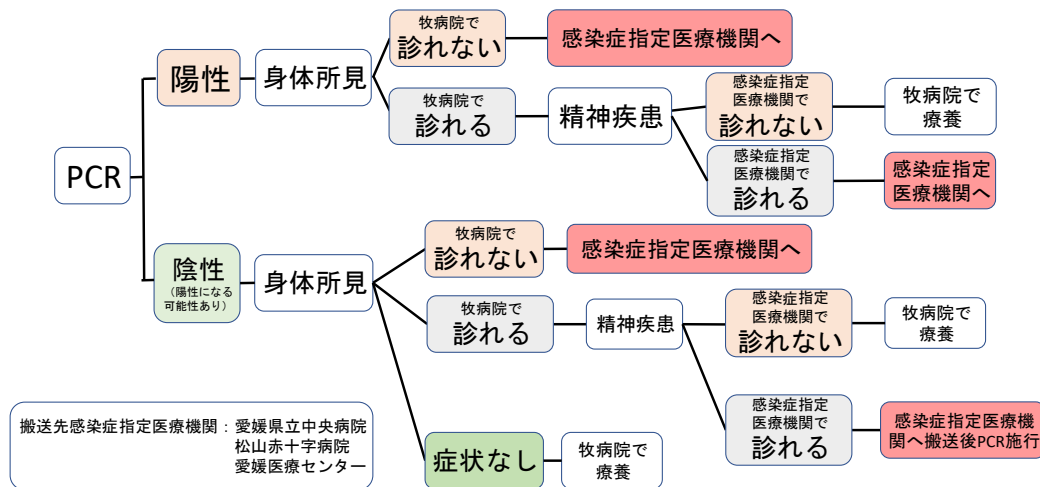 PCR
陽性
身体所見
牧病院で
診れない
感染症指定医療機関へ
牧病院で
診れる
精神疾患
感染症指定
医療機関で
診れない
牧病院で
療養
感染症指定
医療機関で
診れる
感染症指定
医療機関へ
陰性
(陽性になる
可能性あり)
身体所見
牧病院で
診れない
感染症指定医療機関へ
牧病院で
診れる
精神疾患
感染症指定
医療機関で
診れない
牧病院で
療養
感染症指定
医療機関で
診れる
感染症指定医療機
関へ搬送後PCR施行
症状なし
牧病院で
療養
搬送先感染症指定医療機関:愛媛県立中央病院
松山赤十字病院
愛媛医療センター